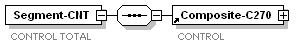 Segment-CNT
Composite-C270
CONTROL TOTAL
CONTROL